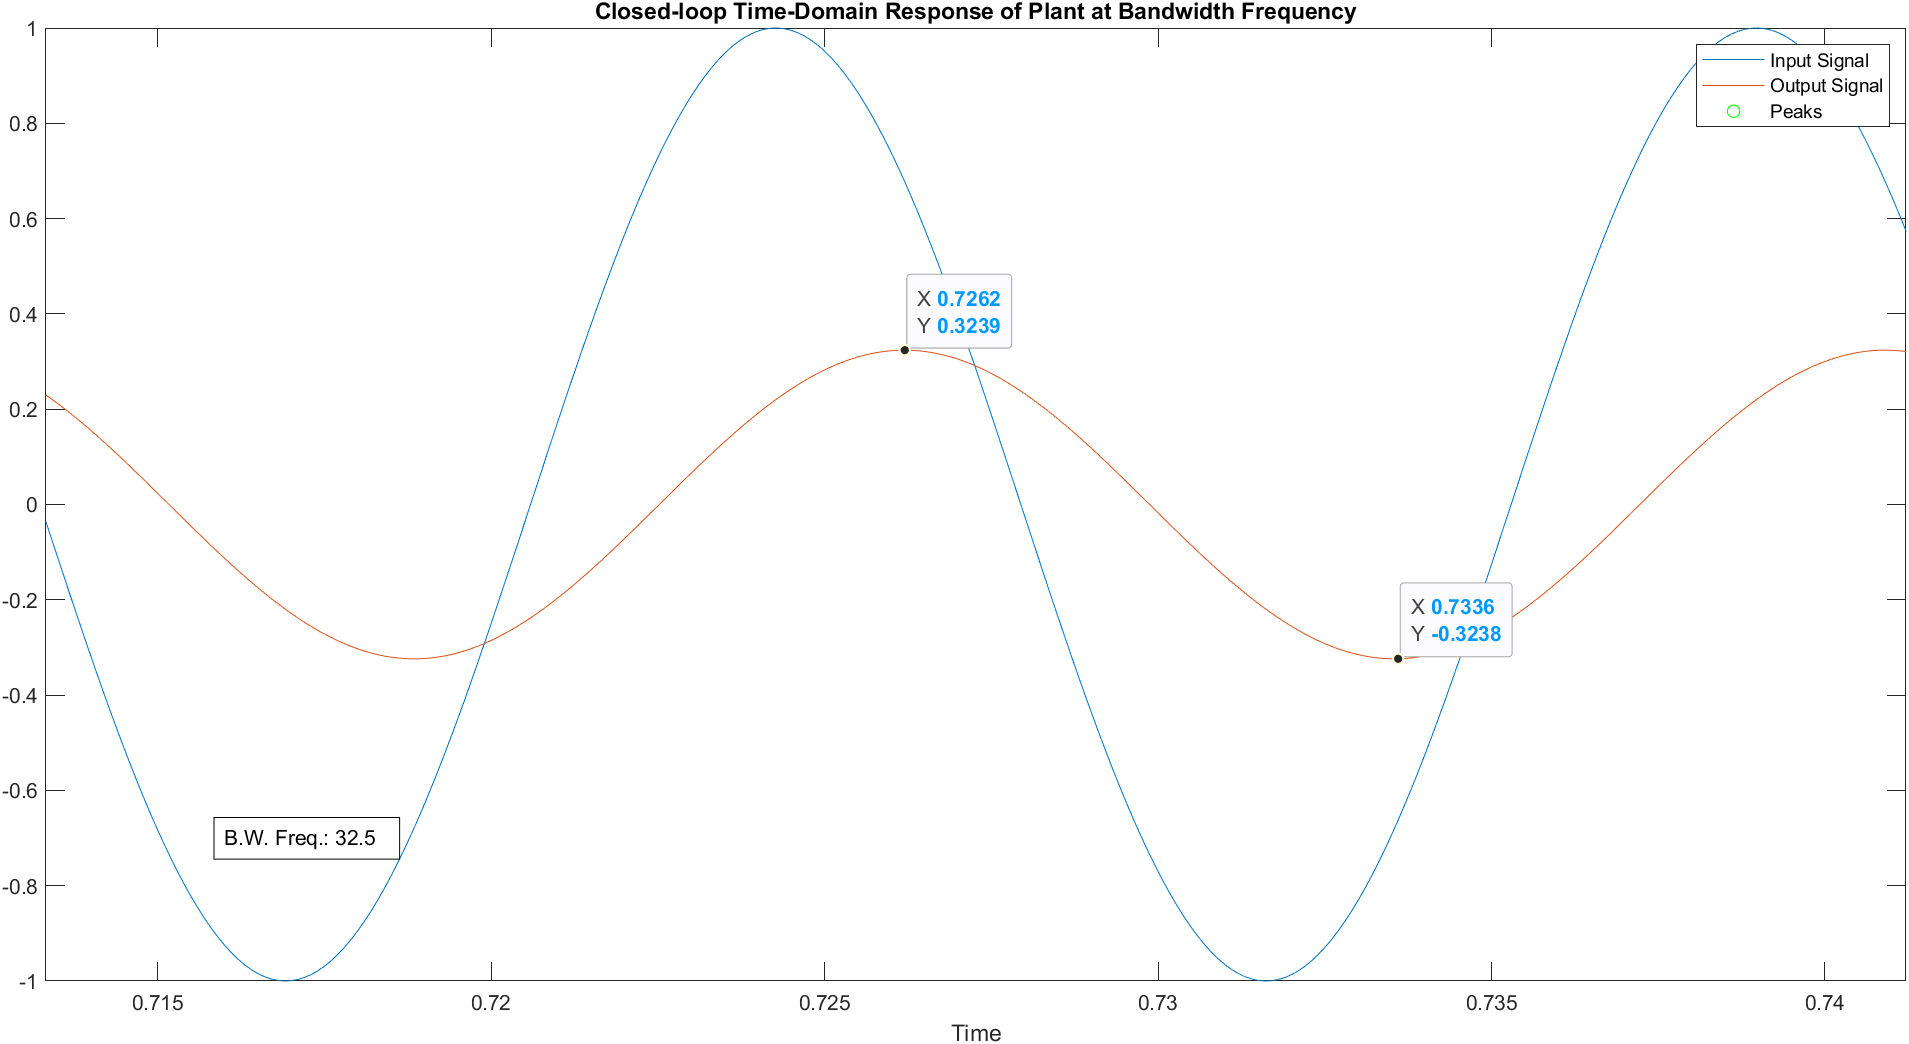 Closed-loop Time-Domain Response of Plant at Bandwidth Frequency
1
0.8
0.6
0.4
0.2
0
-0.2
-0.4
-0.6
-0.8
-1
Input Signal
Output Signal
Peaks
X 0.7262
Y 0.3239
X 0.7336
Y -0.3238
B.W. Freq.: 32.5
0.715
0.72
0.725
0.73
0.735
0.74
Time